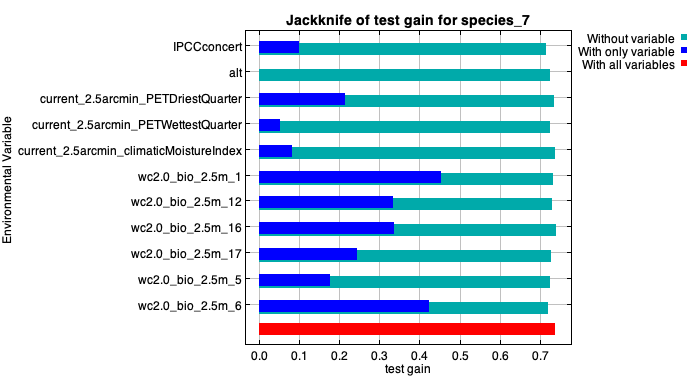 Jackknife of test gain for species_7
Without variable
With only variable
With all variables
Environmental Variable
IPCCconcert
alt
current_2.5arcmin_PETDriestQuarter
current_2.5arcmin_PETWettestQuarter
current_2.5arcmin_climaticMoistureIndex
wc2.0_bio_2.5m_1
wc2.0_bio_2.5m_12
wc2.0_bio_2.5m_16
wc2.0_bio_2.5m_17
wc2.0_bio_2.5m_5
wc2.0_bio_2.5m_6
0.0 0.1 0.2 0.3 0.4 0.5 0.6 0.7
test gain